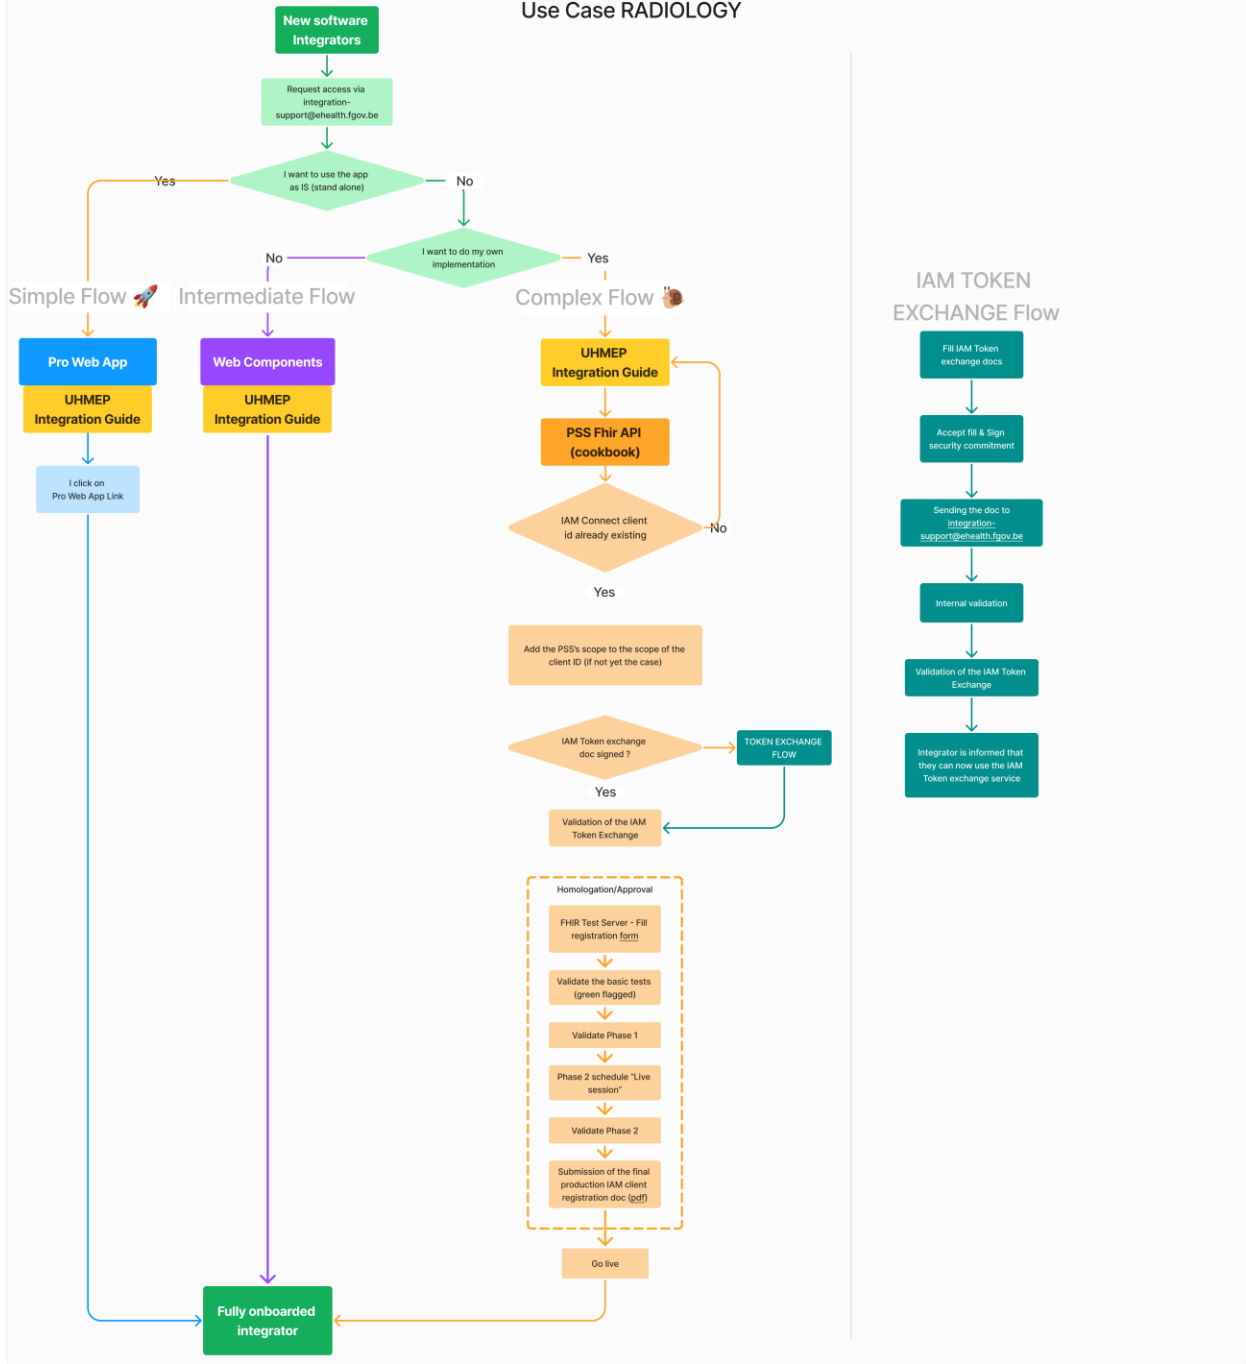 Use Case RADIOLOGY
New software
Integrators
Request access via
integration-
support@ehealth.fgov.be
I want to use the app
as IS (stand alone)
Yes
No
I want to do my own
implementation
No
Yes
Simple Flow 🚀
Intermediate Flow
Complex Flow 🐌
Pro Web App
UHMEP
Integration Guide
I click on
Pro Web App Link
Web Components
UHMEP
Integration Guide
UHMEP
Integration Guide
PSS Fhir API
(cookbook)
IAM Connect client
id already existing
No
Yes
Add the PSS's scope to the scope of the
client ID (if not yet the case)
IAM Token exchange
doc signed ?
TOKEN EXCHANGE
FLOW
Yes
Validation of the IAM
Token Exchange
Homologation/Approval
FHIR Test Server - Fill
registration form
Validate the basic tests
(green flagged)
Validate Phase 1
Phase 2 schedule "Live
session"
Validate Phase 2
Submission of the final
production IAM client
registration doc (pdf)
Go live
Fully onboarded
integrator
IAM TOKEN
EXCHANGE Flow
Fill IAM Token
exchange docs
Accept fill & Sign
security commitment
Sending the doc to
integration-
support@ehealth.fgov.be
Internal validation
Validation of the IAM Token
Exchange
Integrator is informed that
they can now use the IAM
Token exchange service